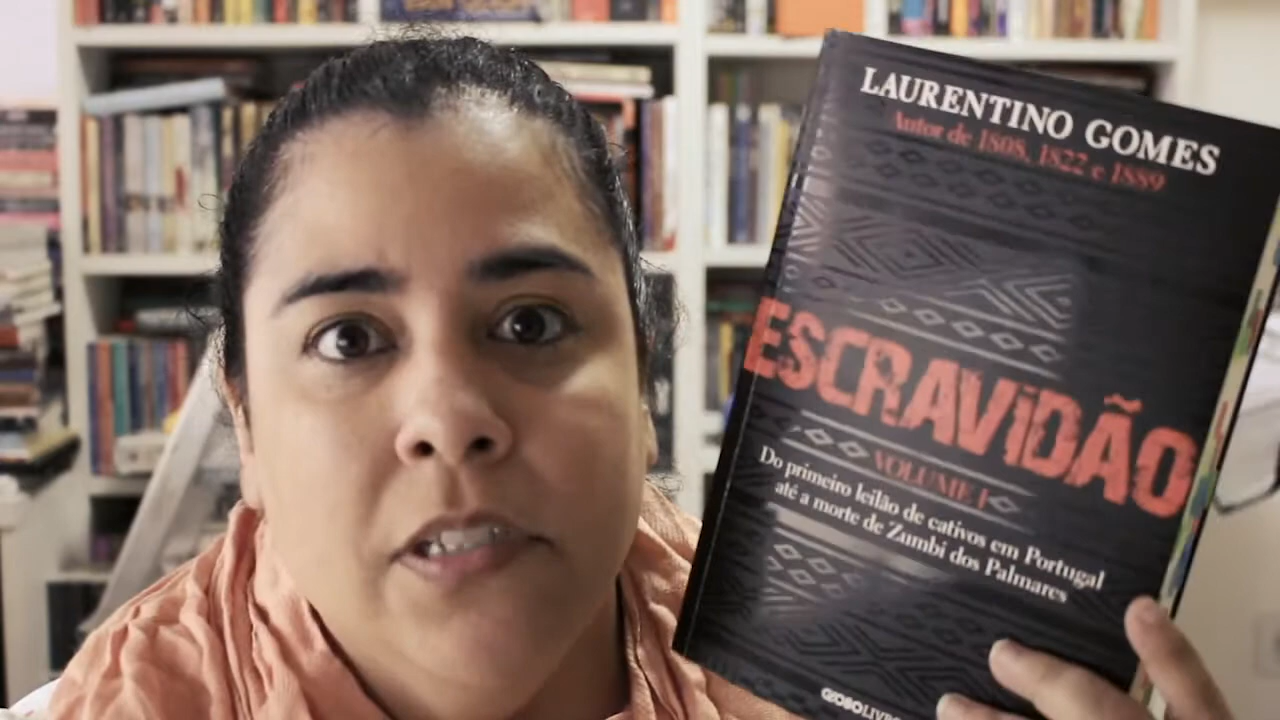 LAURENTINO GOMES
Autor de 1808, 1822 e 1889
ESCRAVIDÃO
VOLUME I
Do primeiro leilão de cativos em Portugal
até a morte de Zumbi dos Palmares
GLOBOLIVROS